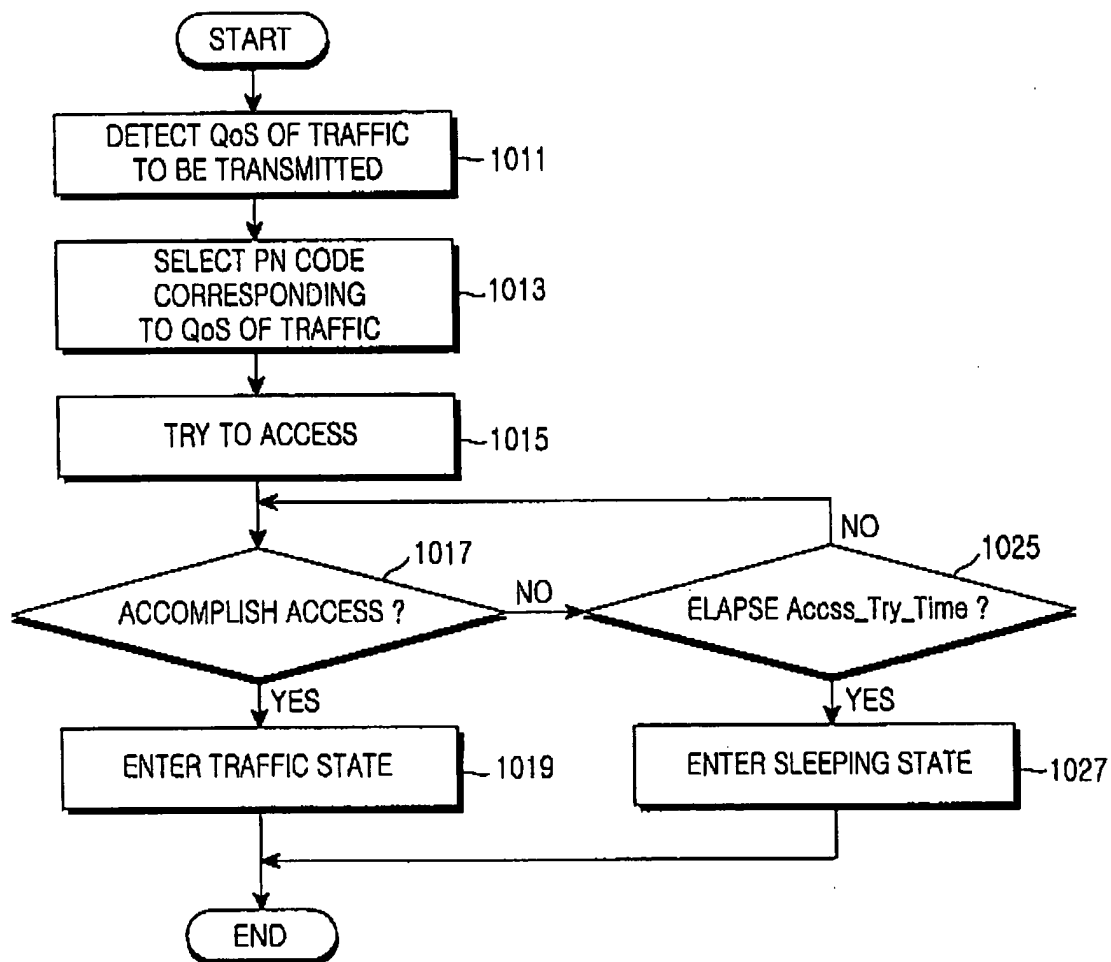 START
DETECT QoS OF TRAFFIC
TO BE TRANSMITTED
1011
SELECT PN CODE
CORRESPONDING
TO QoS OF TRAFFIC
1013
TRY TO ACCESS
1015
ACCOMPLISH ACCESS ?
1017
NO
ELAPSE Accss_Try_Time ?
1025
NO
YES
YES
ENTER TRAFFIC STATE
1019
ENTER SLEEPING STATE
1027
END